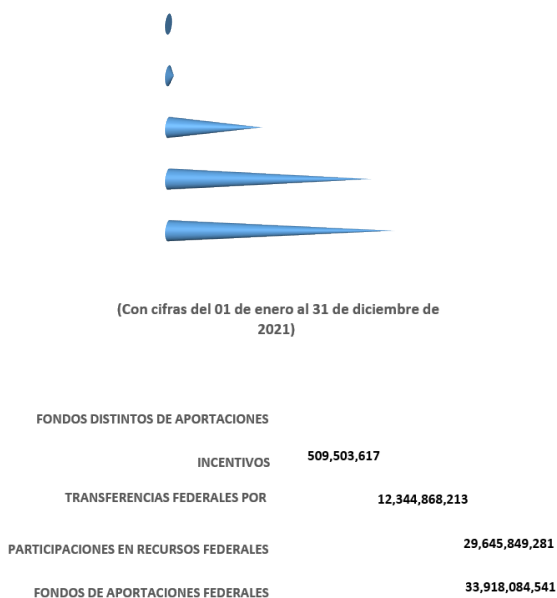 (Con cifras del 01 de enero al 31 de diciembre de
2021)
FONDOS DISTINTOS DE APORTACIONES
INCENTIVOS 509,503,617
TRANSFERENCIAS FEDERALES POR 12,344,868,213
PARTICIPACIONES EN RECURSOS FEDERALES 29,645,849,281
FONDOS DE APORTACIONES FEDERALES 33,918,084,541